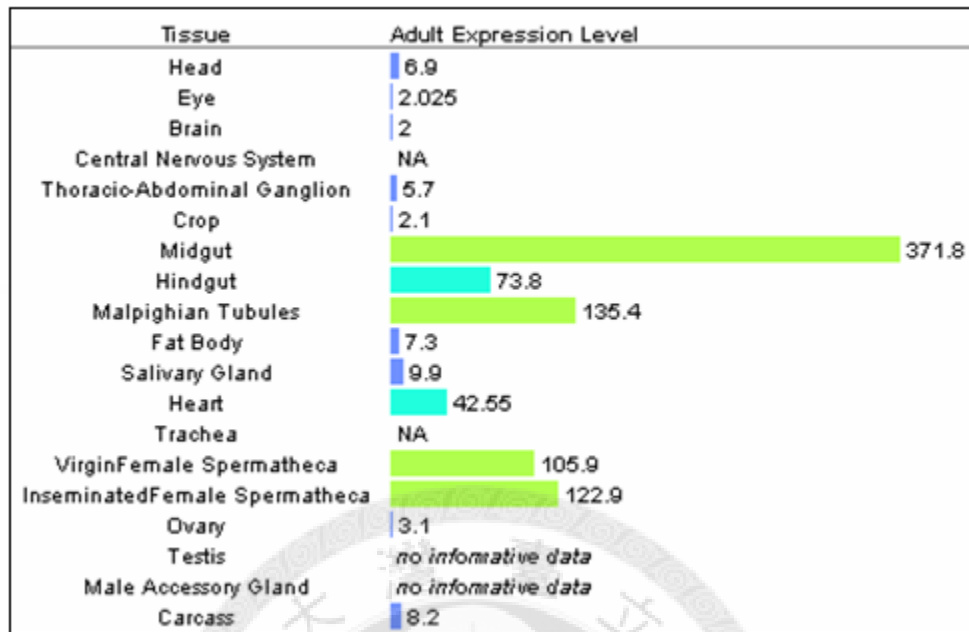 Tissue Adult Expression Level
Head 6.9
Eye 2.025
Brain 2
Central Nervous System NA
Thoracic-Abdominal Ganglion 5.7
Crop 2.1
Midgut 371.8
Hindgut 73.8
Malpighian Tubules 135.4
Fat Body 7.3
Salivary Gland 9.9
Heart 42.55
Trachea NA
VirginFemale Spermatheca 105.9
InseminatedFemale Spermatheca 122.9
Ovary 3.1
Testis no informative data
Male Accessory Gland no informative data
Carcass 8.2